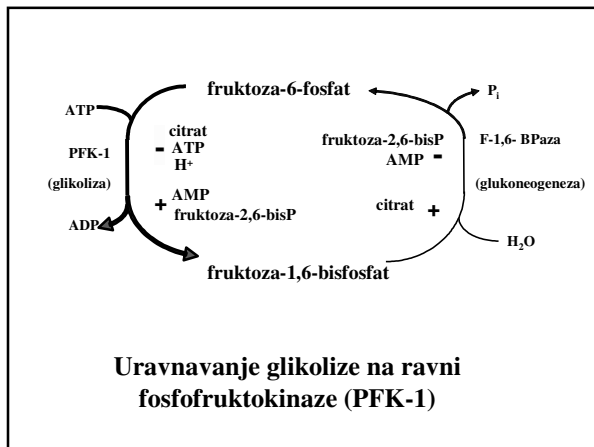 fruktoza-6-fosfat
P_i
ATP
citrat
- ATP
H⁺
PFK-1
(glikoliza)
AMP
+ fruktoza-2,6-bisP
ADP
fruktoza-2,6-bisP
AMP -
F-1,6- BPaza
(glukoneogeneza)
citrat +
H₂O
fruktoza-1,6-bisfosfat
Uravnavanje glikolize na ravni
fosfofruktokinaze (PFK-1)